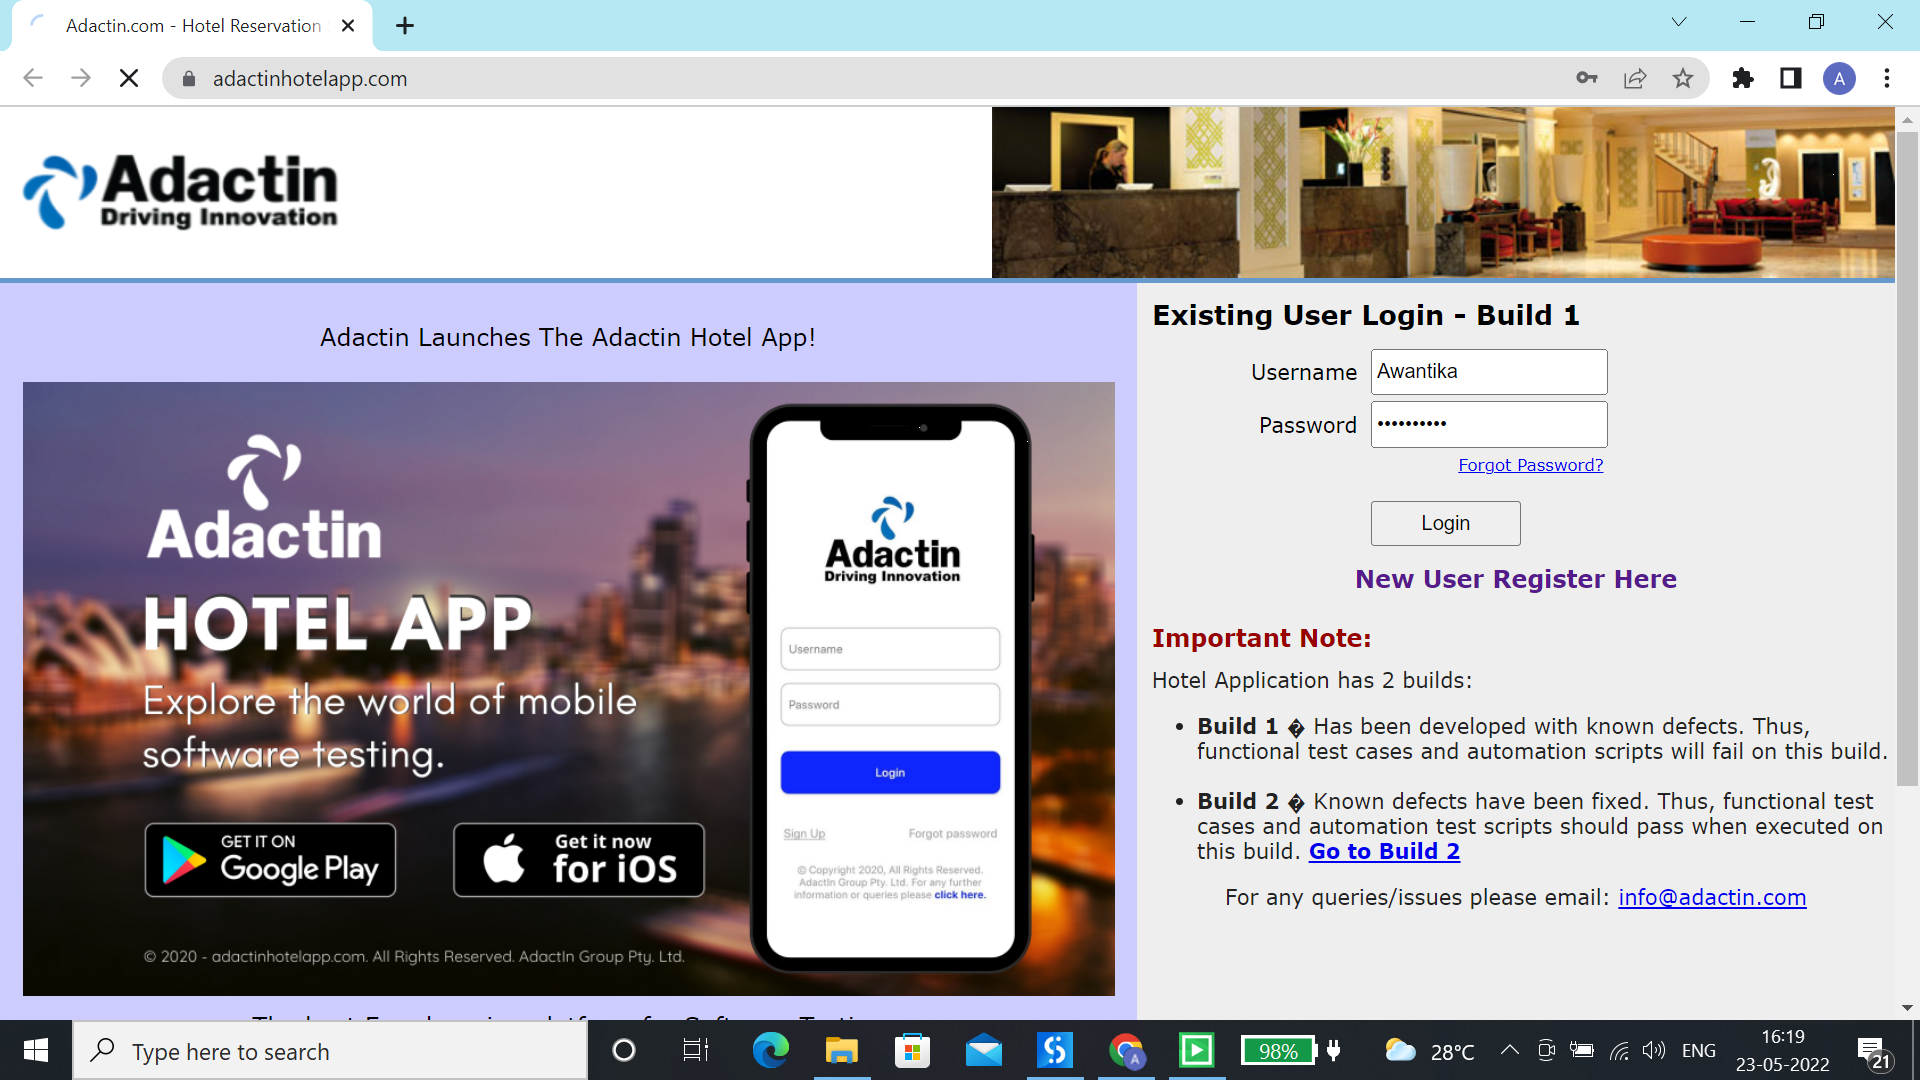 Adactin.com - Hotel Reservation
adactinhotelapp.com
A
Adactin
Driving Innovation
Adactin Launches The Adactin Hotel App!
Adactin
HOTEL APP
Explore the world of mobile
software testing.
GET IT ON
Google Play
Get it now
for iOS
© 2020 - adactinhotelapp.com. All Rights Reserved. AdactIn Group Pty. Ltd.
Adactin
Driving Innovation
Username
Password
Login
Sign Up
Forgot password
© Copyright 2020, All Rights Reserved.
AdactIn Group Pty. Ltd. For any further
information or queries please click here.
Existing User Login - Build 1
Username
Awantika
Password
••••••••••
Forgot Password?
Login
New User Register Here
Important Note:
Hotel Application has 2 builds:
• Build 1 � Has been developed with known defects. Thus,
functional test cases and automation scripts will fail on this build.
• Build 2 � Known defects have been fixed. Thus, functional test
cases and automation test scripts should pass when executed on
this build. Go to Build 2
For any queries/issues please email: info@adactin.com
Type here to search
A
98%
28°C
ENG
16:19
23-05-2022
21